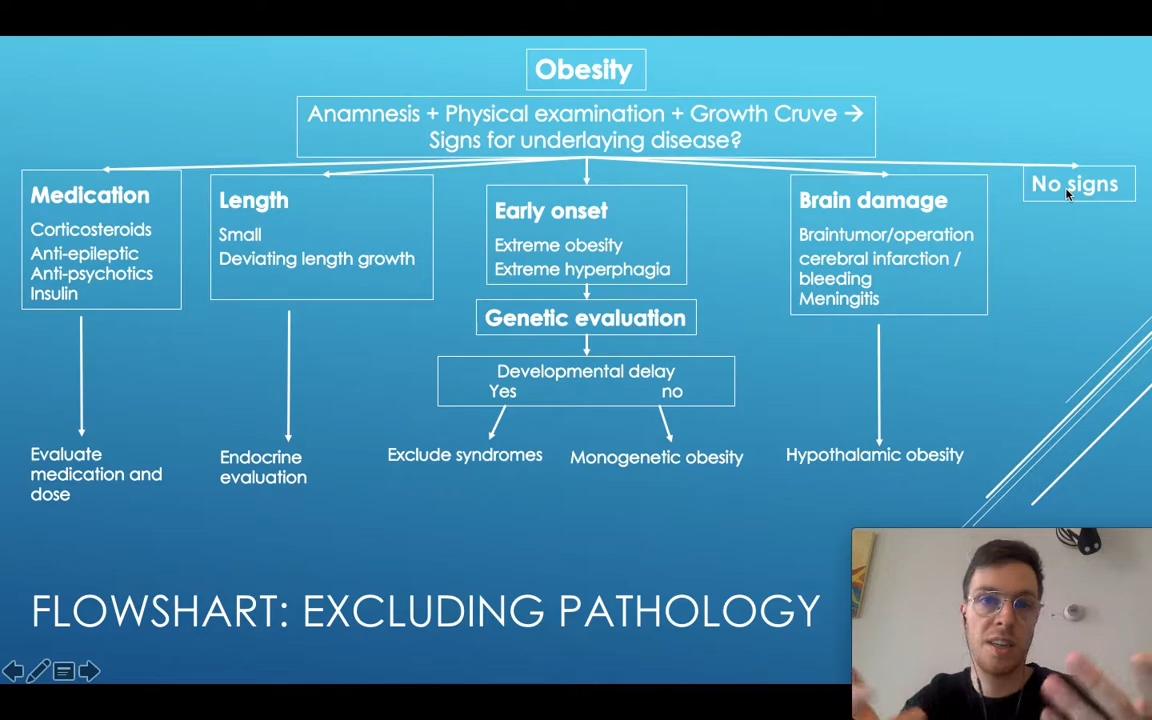 Obesity
Anamnesis + Physical examination + Growth Cruve →
Signs for underlaying disease?
Medication
Corticosteroids
Anti-epileptic
Anti-psychotics
Insulin
Length
Small
Deviating length growth
Early onset
Extreme obesity
Extreme hyperphagia
Brain damage
Braintumor/operation
cerebral infarction /
bleeding
Meningitis
No signs
Genetic evaluation
Developmental delay
Yes no
Evaluate
medication and
dose
Endocrine
evaluation
Exclude syndromes
Monogenetic obesity
Hypothalamic obesity
FLOWSHART: EXCLUDING PATHOLOGY